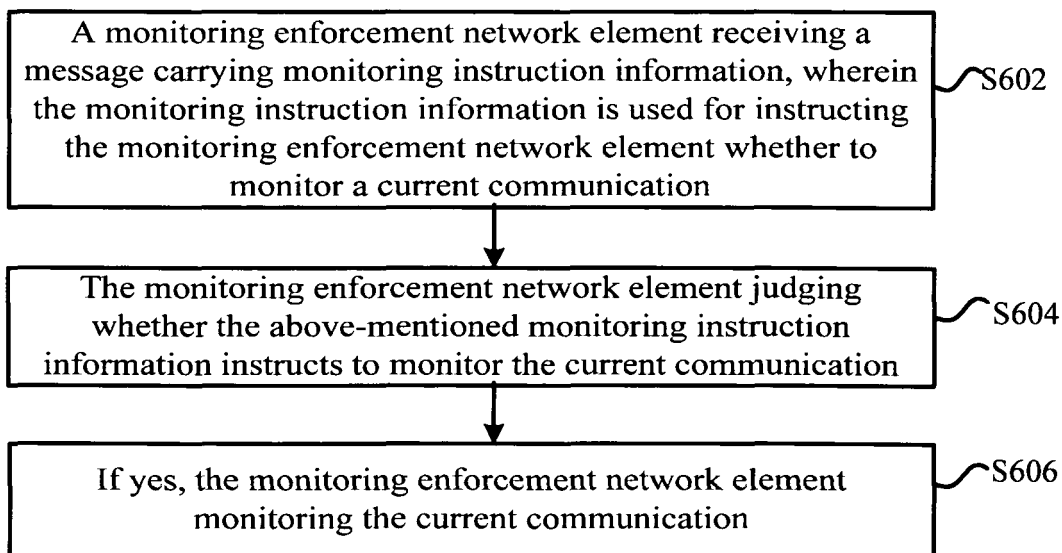 A monitoring enforcement network element receiving a
message carrying monitoring instruction information, wherein
the monitoring instruction information is used for instructing
the monitoring enforcement network element whether to
monitor a current communication
S602
The monitoring enforcement network element judging
whether the above-mentioned monitoring instruction
information instructs to monitor the current communication
S604
If yes, the monitoring enforcement network element
monitoring the current communication
S606